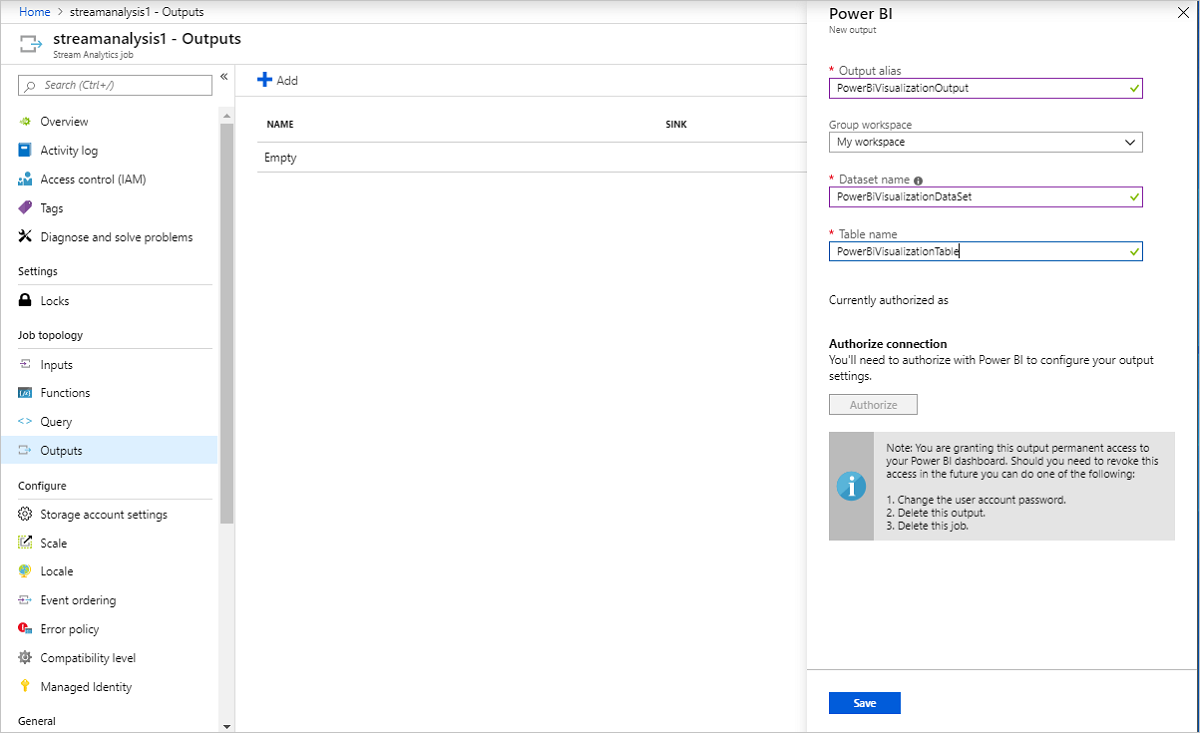 Home > streamanalysis1 - Outputs
streamanalysis1 - Outputs
Stream Analytics job
Search (Ctrl+/)
«
Overview
Activity log
Access control (IAM)
Tags
Diagnose and solve problems
Settings
Locks
Job topology
Inputs
Functions
Query
Outputs
Configure
Storage account settings
Scale
Locale
Event ordering
Error policy
Compatibility level
Managed Identity
General
Add
NAME SINK
Empty
Power BI
New output
* Output alias
PowerBiVisualizationOutput
Group workspace
My workspace
* Dataset name
PowerBiVisualizationDataSet
* Table name
PowerBiVisualizationTable
Currently authorized as
Authorize connection
You'll need to authorize with Power BI to configure your output
settings.
Authorize
Note: You are granting this output permanent access to
your Power BI dashboard. Should you need to revoke this
access in the future you can do one of the following:
1. Change the user account password.
2. Delete this output.
3. Delete this job.
Save